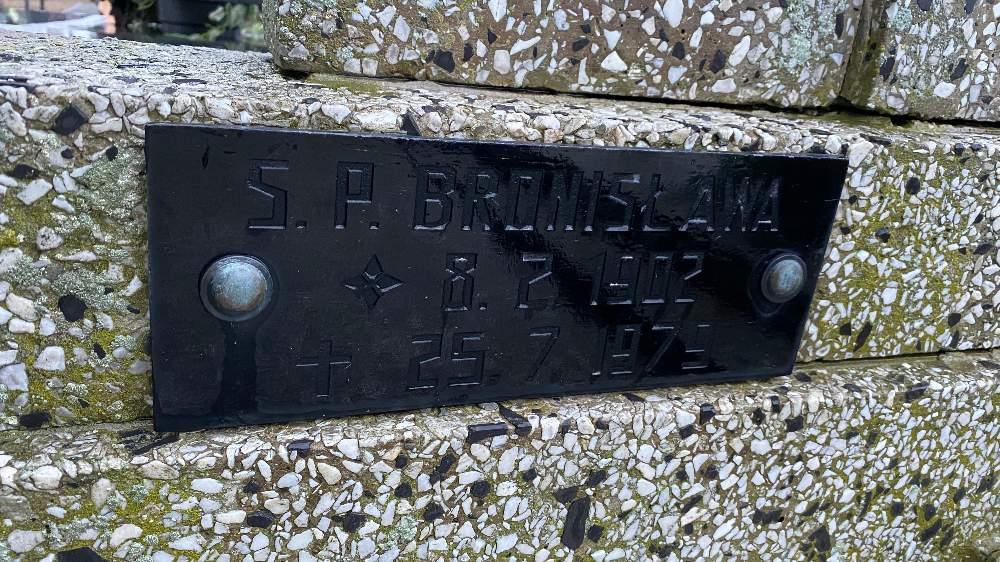 S. P. BRONISŁAWA
8. 2. 1902
25. 7. 1979